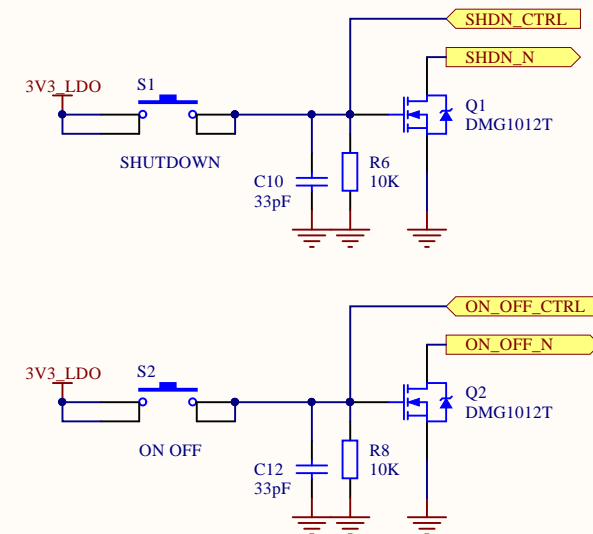 SHDN_CTRL
SHDN_N
3V3_LDO
S1
Q1
DMG1012T
SHUTDOWN
R6
10K
C10
33pF
ON_OFF_CTRL
ON_OFF_N
3V3_LDO
S2
Q2
DMG1012T
ON OFF
R8
10K
C12
33pF